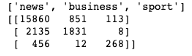 ['news', 'business', 'sport']
[[15860 851 113]
[ 2135 1831 8]
[ 456 12 268]]